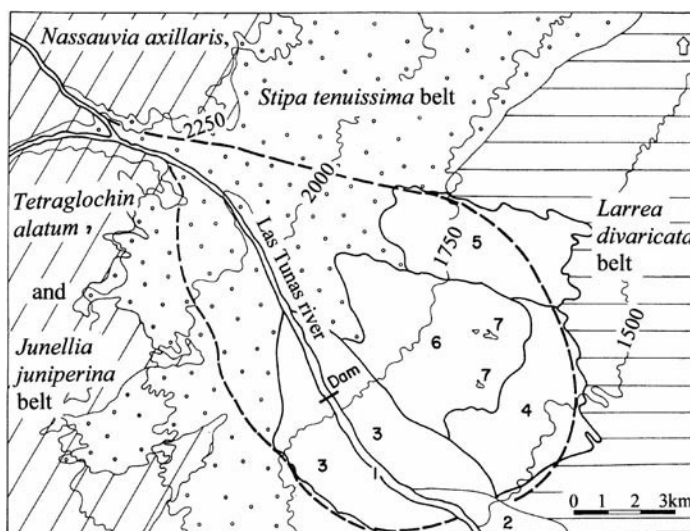 Nassauvia axillaris,
Stipa tenuissima belt
2250
2000
Tetraglochin
alatum ,
and
Junellia
juniperina
belt
Las Tunas river
Larrea
divaricata
belt
1750
1500
5
6
7
7
4
Dam
3
3
1
2
0 1 2 3km